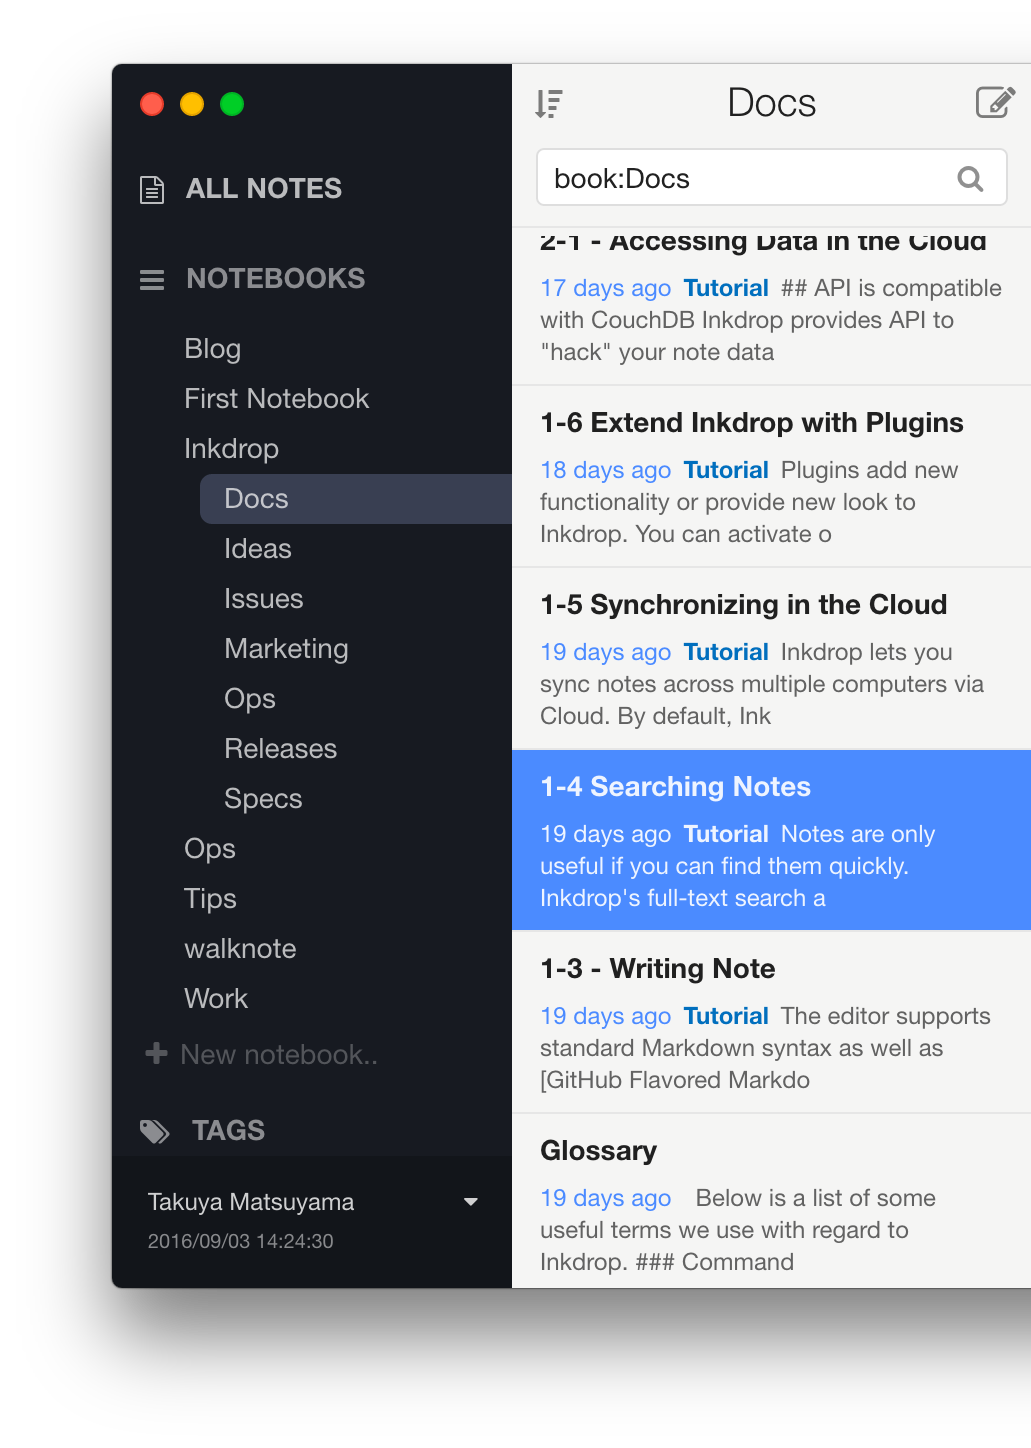 ALL NOTES
NOTEBOOKS
Blog
First Notebook
Inkdrop
Docs
Ideas
Issues
Marketing
Ops
Releases
Specs
Ops
Tips
walknote
Work
New notebook..
TAGS
Takuya Matsuyama
2016/09/03 14:24:30
Docs
book:Docs
2-1 - Accessing Data in the Cloud
17 days ago Tutorial ## API is compatible
with CouchDB Inkdrop provides API to
"hack" your note data
1-6 Extend Inkdrop with Plugins
18 days ago Tutorial Plugins add new
functionality or provide new look to
Inkdrop. You can activate o
1-5 Synchronizing in the Cloud
19 days ago Tutorial Inkdrop lets you
sync notes across multiple computers via
Cloud. By default, Ink
1-4 Searching Notes
19 days ago Tutorial Notes are only
useful if you can find them quickly.
Inkdrop's full-text search a
1-3 - Writing Note
19 days ago Tutorial The editor supports
standard Markdown syntax as well as
[GitHub Flavored Markdo
Glossary
19 days ago Below is a list of some
useful terms we use with regard to
Inkdrop. ### Command